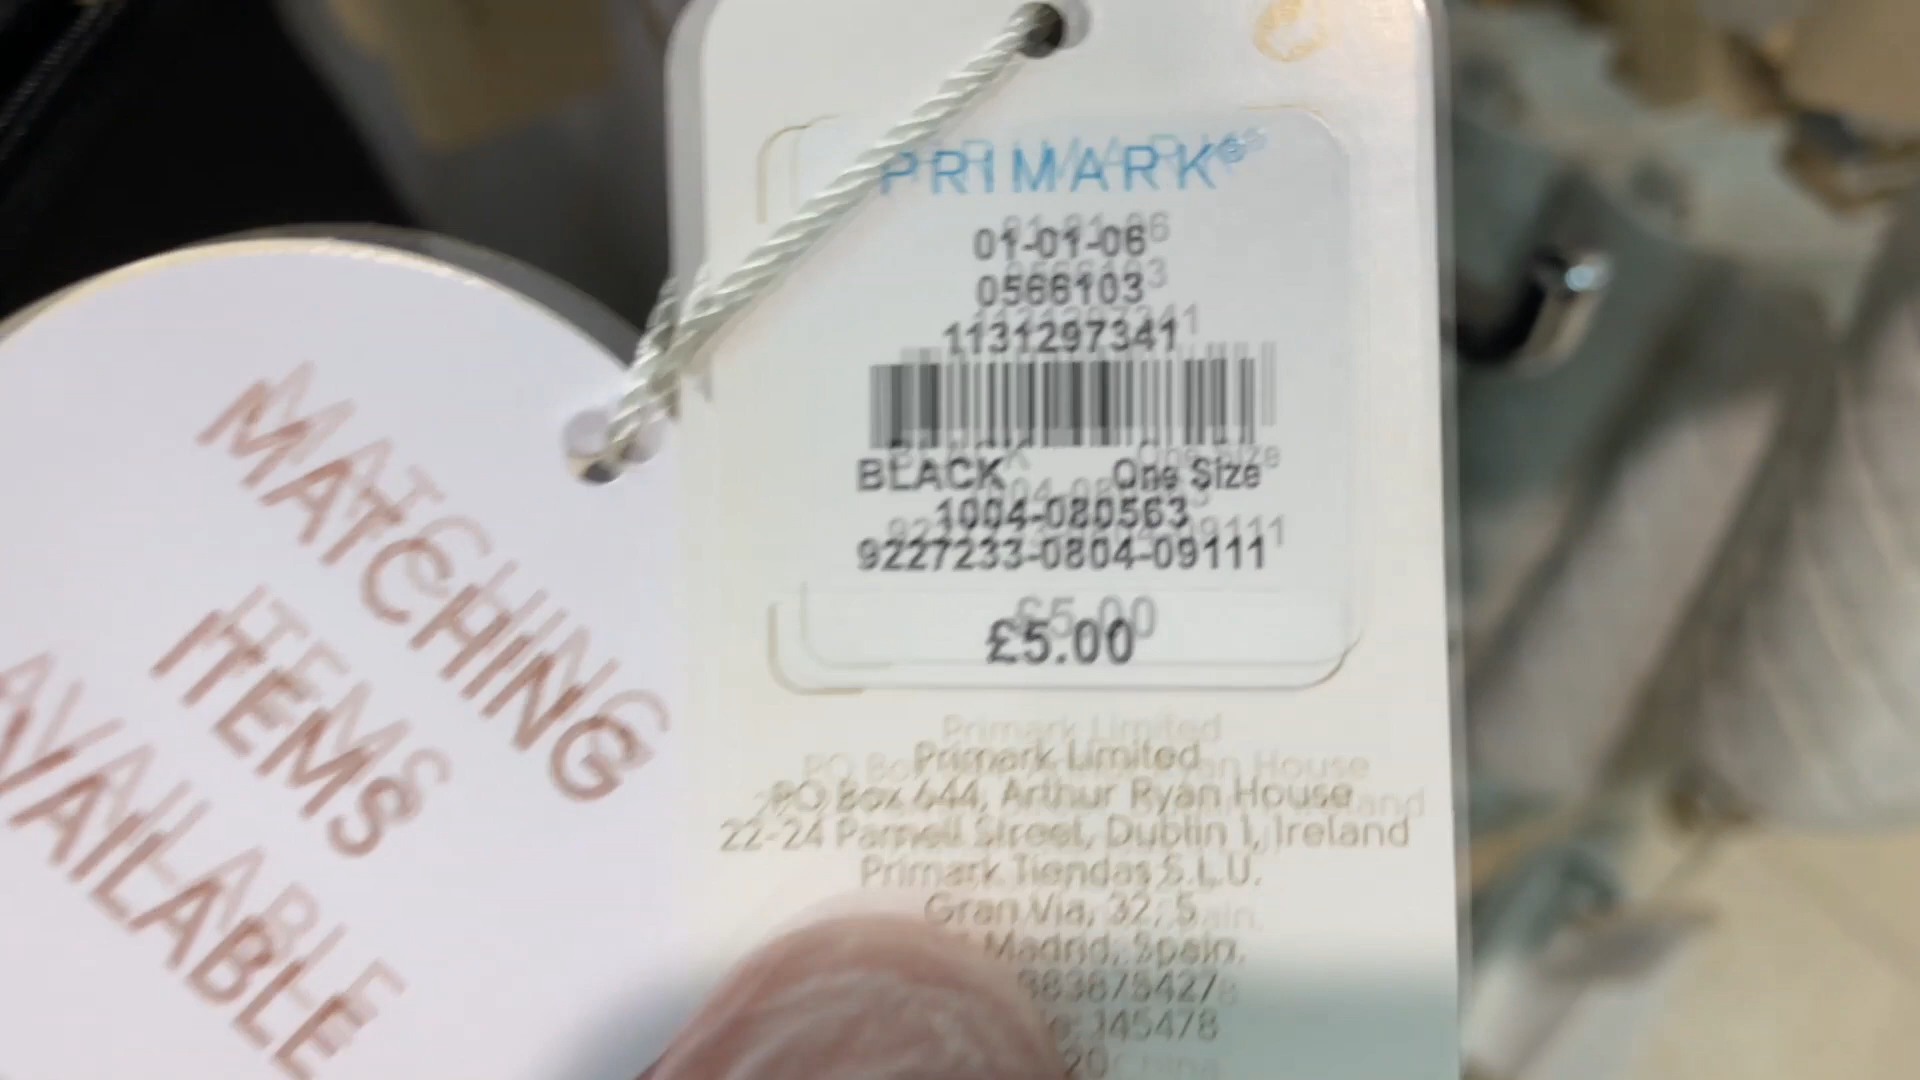 MATCHING
ITEMS
AVAILABLE
PRIMARK®
01-01-06
0566103
1131297341
BLACK One Size
1004-080563
9227233-0804-09111
£5.00
Primark Limited
PO Box 644, Arthur Ryan House
22-24 Parnell Street, Dublin 1, Ireland
Primark Tiendas S.L.U.
Gran Via, 32, 5
Madrid, Spain.
145478
China